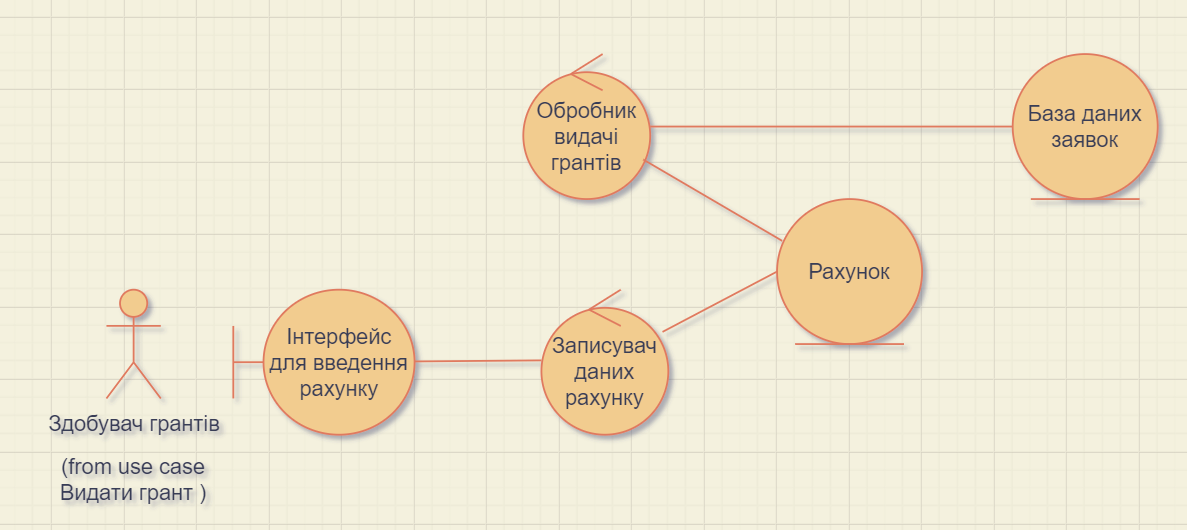 Обробник
видачі
грантів
База даних
заявок
Рахунок
Інтерфейс
для введення
рахунку
Записувач
даних
рахунку
Здобувач грантів
(from use case
Видати грант )